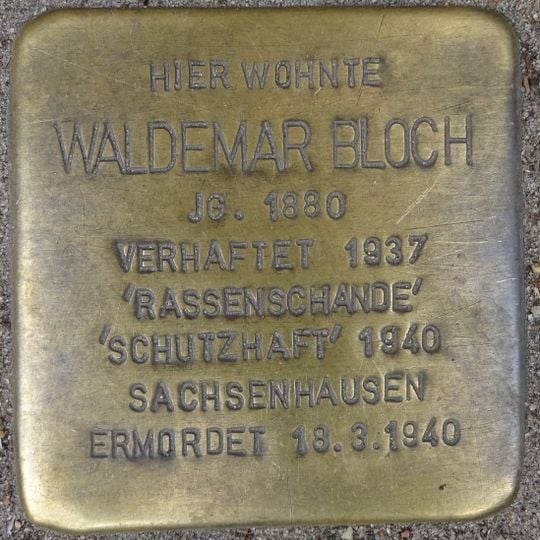 HIER WOHNTE
WALDEMAR BLOCH
JG. 1880
VERHAFTET 1937
'RASSENSCHANDE'
'SCHUTZHAFT' 1940
SACHSENHAUSEN
ERMORDET 18.3.1940